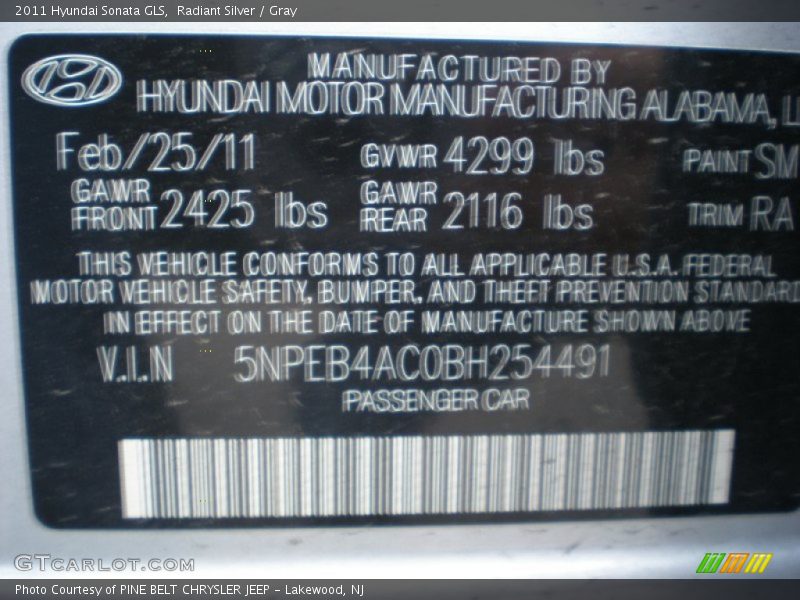 2011 Hyundai Sonata GLS, Radiant Silver / Gray
MANUFACTURED BY
HYUNDAI MOTOR MANUFACTURING ALABAMA, LL
Feb/25/11 GVWR 4299 lbs PAINT SM
GAWR FRONT 2425 lbs GAWR REAR 2116 lbs TRIM RA
THIS VEHICLE CONFORMS TO ALL APPLICABLE U.S.A. FEDERAL
MOTOR VEHICLE SAFETY, BUMPER, AND THEFT PREVENTION STANDARD
IN EFFECT ON THE DATE OF MANUFACTURE SHOWN ABOVE
V.I.N 5NPEB4AC0BH254491
PASSENGER CAR
GTCARLOT.COM
Photo Courtesy of PINE BELT CHRYSLER JEEP - Lakewood, NJ